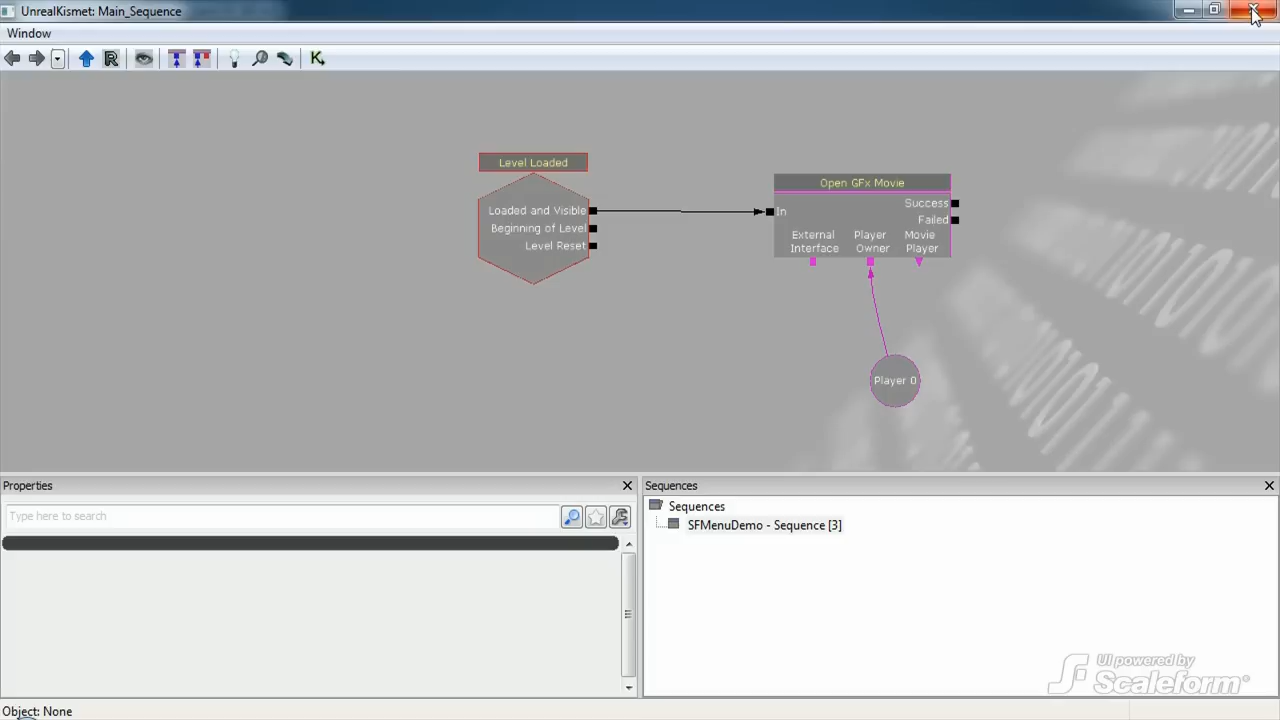 UnrealKismet: Main_Sequence
Window
R
K
Level Loaded
Loaded and Visible
Beginning of Level
Level Reset
Open GFx Movie
In
Success
Failed
External Interface
Player Owner
Movie Player
Player 0
Properties
Type here to search
Sequences
Sequences
SFMenuDemo - Sequence [3]
UI powered by
Scaleform®
Object: None